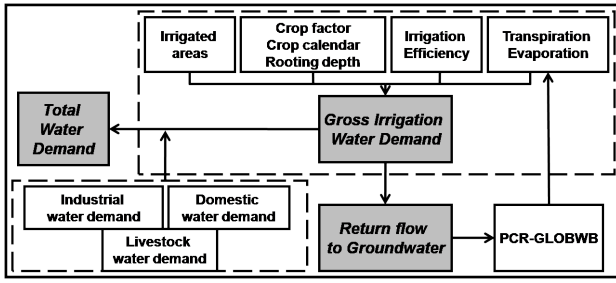 Irrigated
areas
Crop factor
Crop calendar
Rooting depth
Irrigation
Efficiency
Transpiration
Evaporation
Total
Water
Demand
Gross Irrigation
Water Demand
Industrial
water demand
Domestic
water demand
Livestock
water demand
Return flow
to Groundwater
PCR-GLOBWB